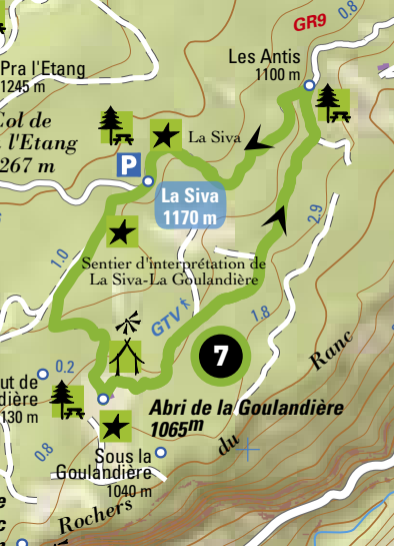 GR9
0.8
Les Antis
1100 m
Pra l'Etang
1245 m
Col de
l'Etang
267 m
La Siva
P
La Siva
1170 m
2.9
Sentier d'interprétation de
La Siva-La Goulandière
1.0
GTV
1.8
7
Ranc
0.2
ut de
dière
130 m
Abri de la Goulandière
1065m
du
0.8
Sous la
Goulandière
1040 m
Rochers
e
c